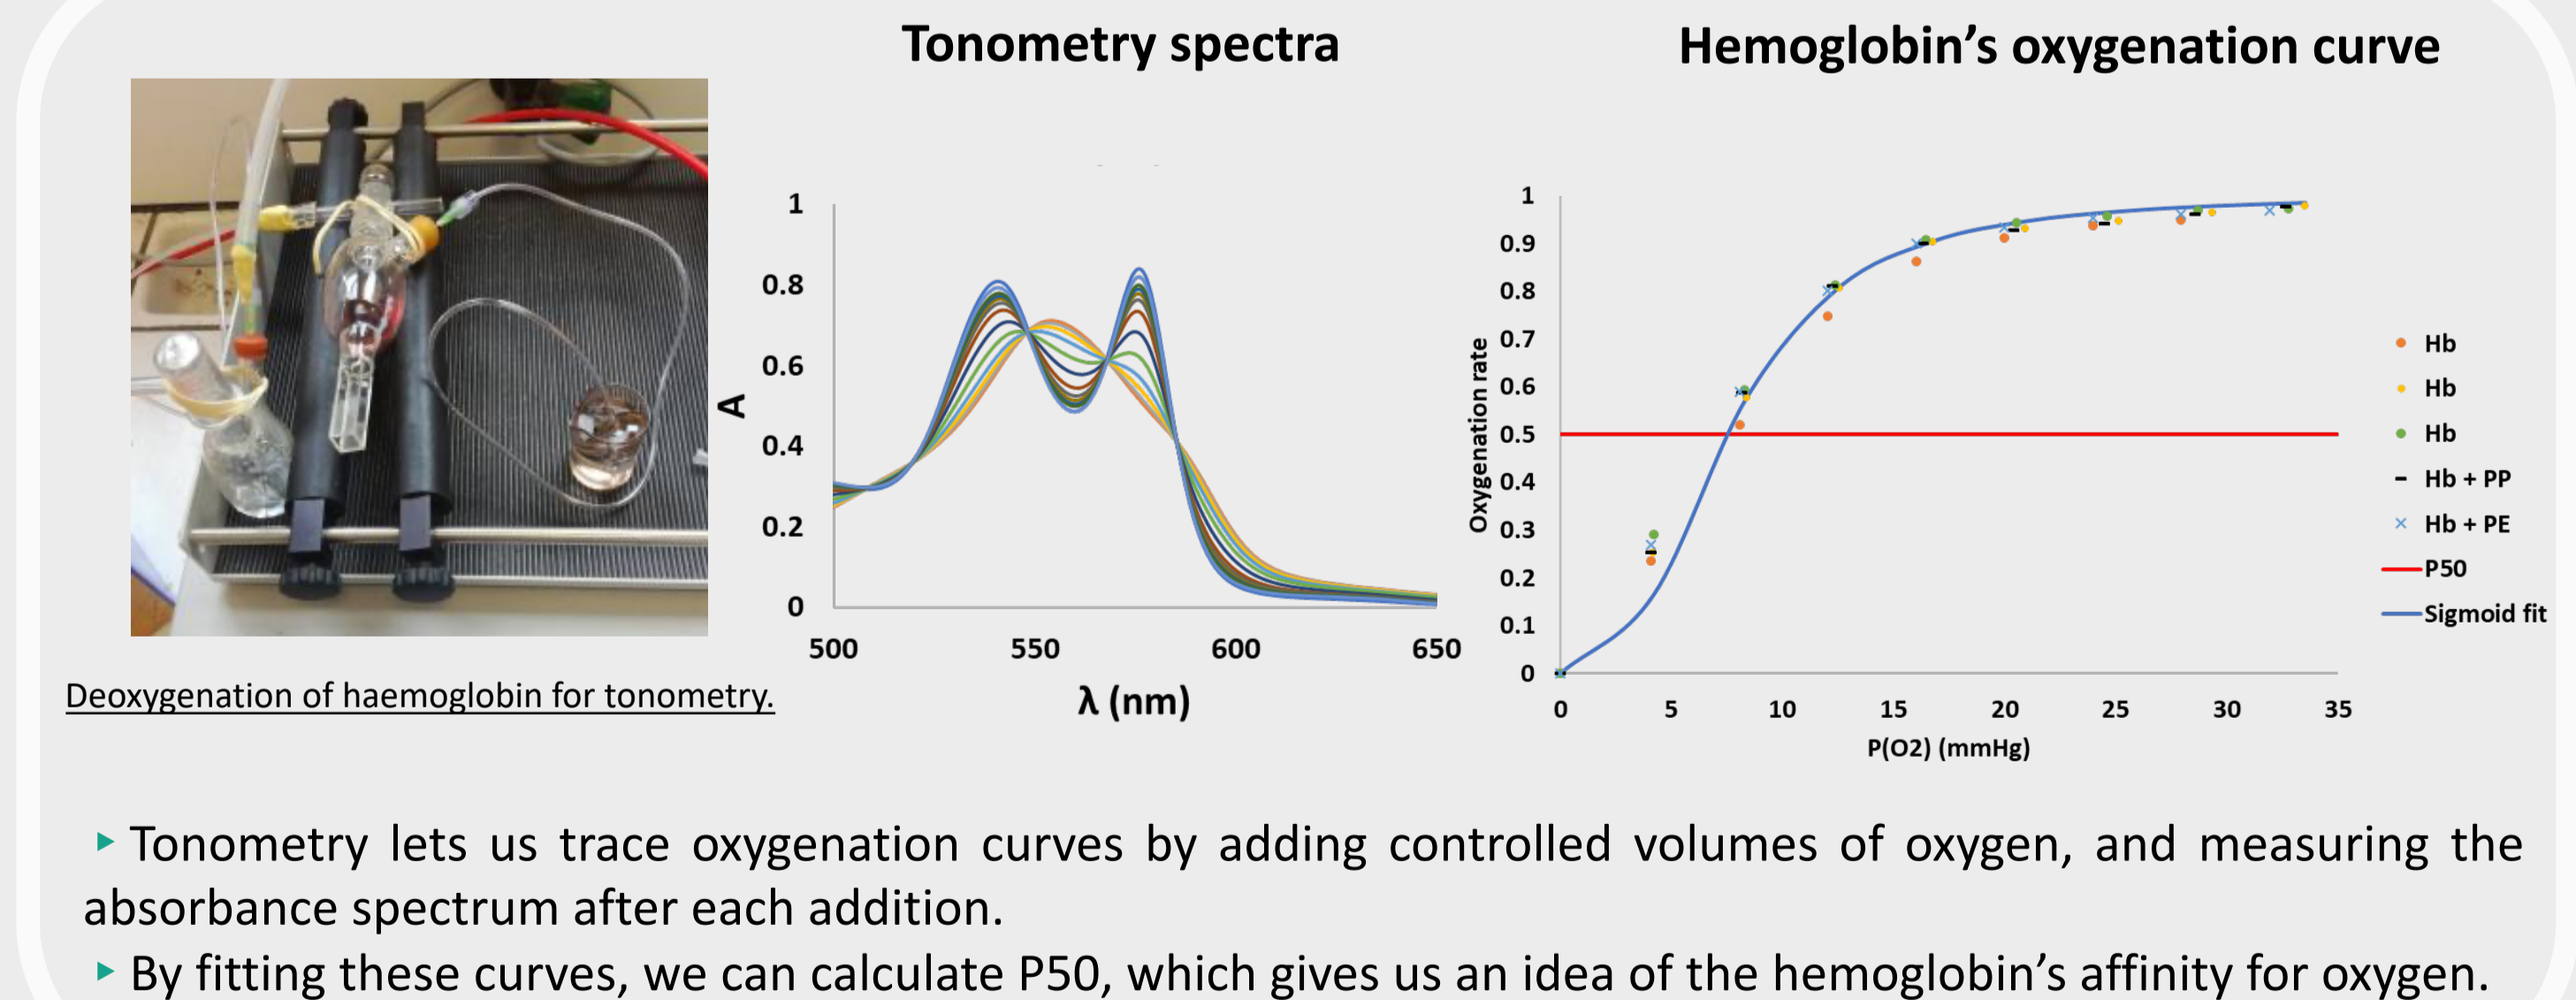 Tonometry spectra
Hemoglobin’s oxygenation curve
Deoxygenation of haemoglobin for tonometry.
A
1
0.8
0.6
0.4
0.2
0
500 550 600 650
λ (nm)
Oxygenation rate
1
0.9
0.8
0.7
0.6
0.5
0.4
0.3
0.2
0.1
0
0 5 10 15 20 25 30 35
P(O2) (mmHg)
Hb
Hb
Hb
Hb + PP
Hb + PE
P50
Sigmoid fit
Tonometry lets us trace oxygenation curves by adding controlled volumes of oxygen, and measuring the
absorbance spectrum after each addition.
By fitting these curves, we can calculate P50, which gives us an idea of the hemoglobin’s affinity for oxygen.